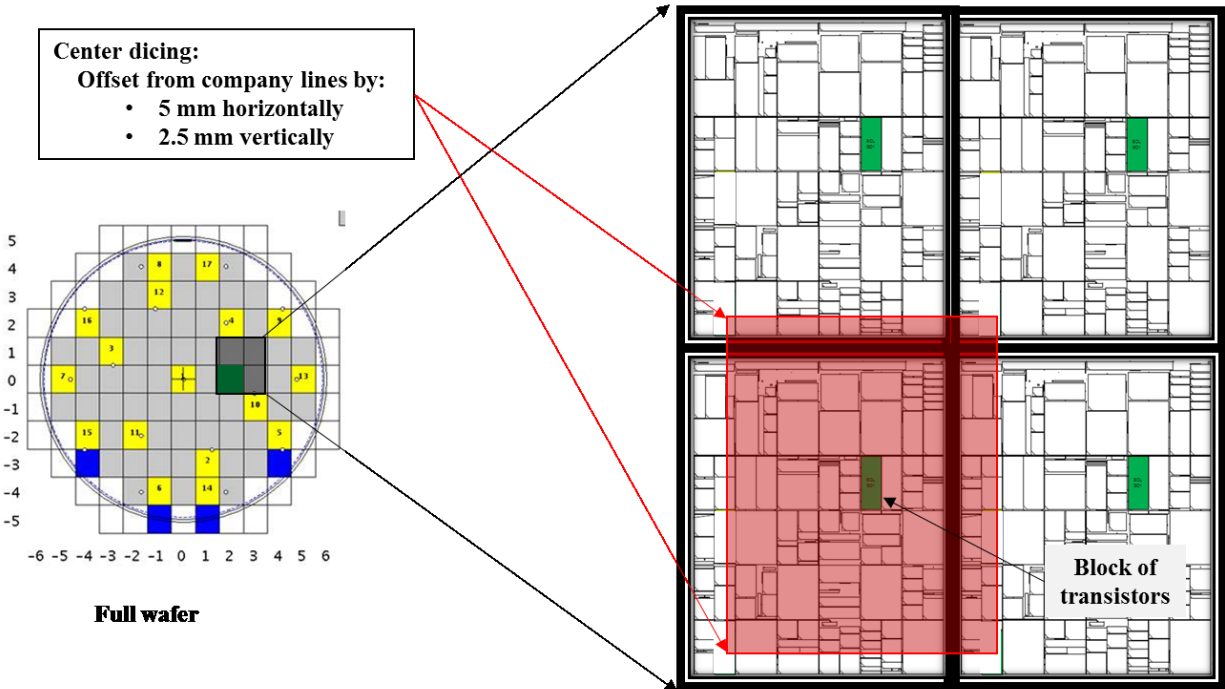 Center dicing:
Offset from company lines by:
• 5 mm horizontally
• 2.5 mm vertically
5
4
3
2
1
0
-1
-2
-3
-4
-5
8 17
12
16 4 9
3
7 1 13
10
15 11 5
2
6 14
-6 -5 -4 -3 -2 -1 0 1 2 3 4 5 6
Full wafer
Block of
transistors